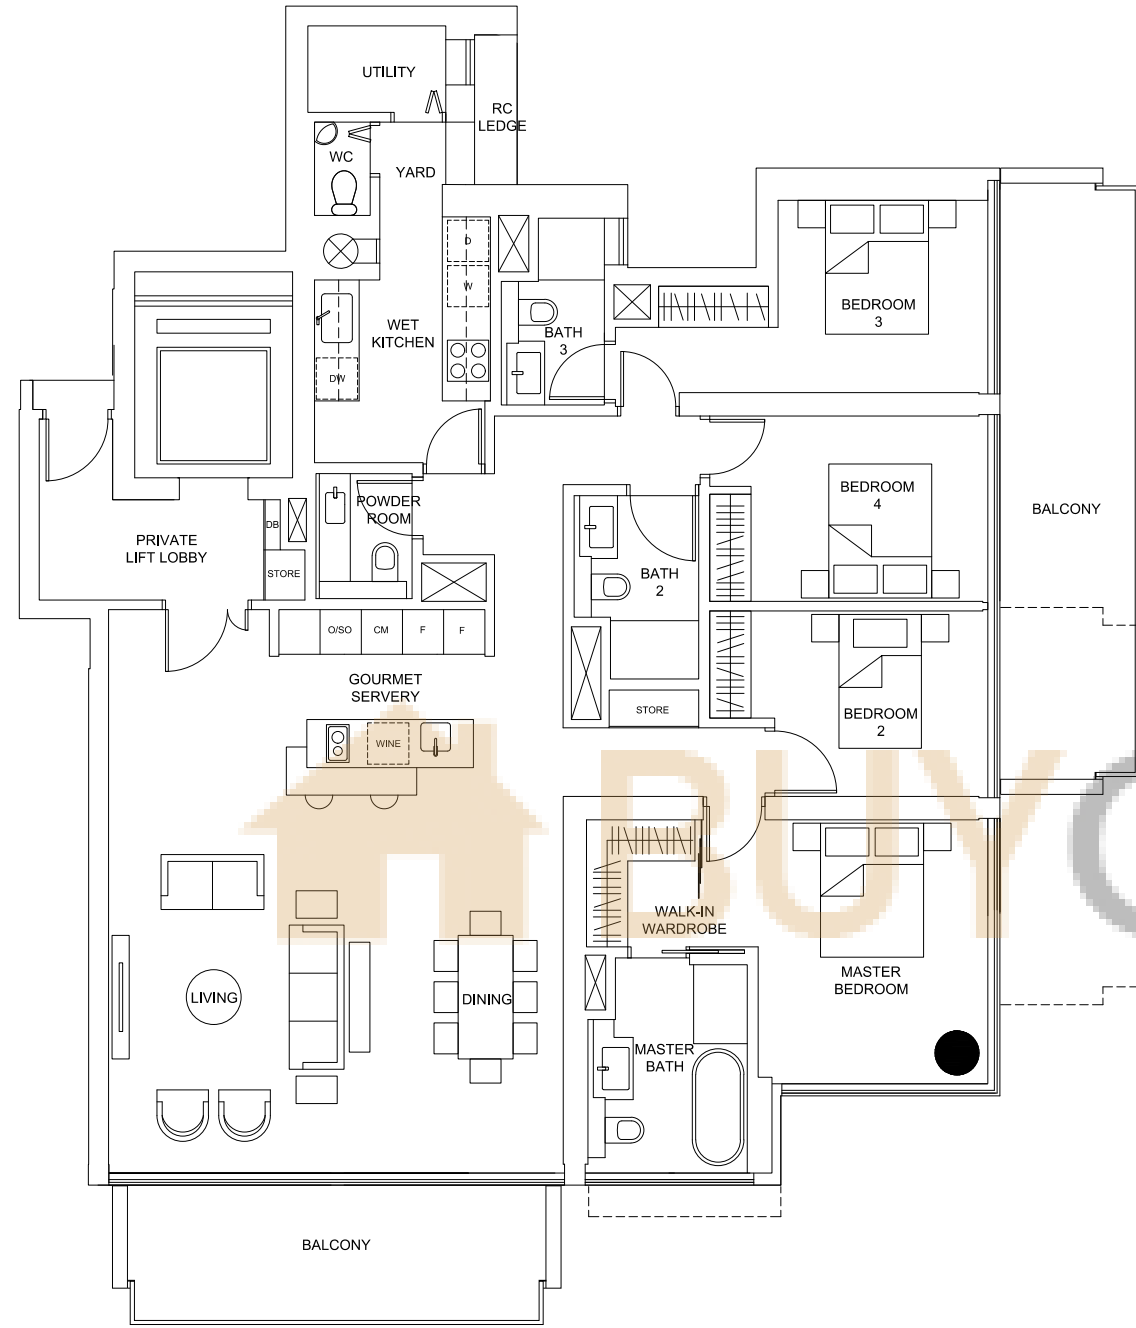 UTILITY
RC
LEDGE
WC
YARD
D
W
WET
KITCHEN
DW
BATH
3
BEDROOM
3
POWDER
ROOM
DB
STORE
PRIVATE
LIFT LOBBY
BEDROOM
4
BALCONY
BATH
2
STORE
O/SO
CM
F
F
GOURMET
SERVERY
WINE
BEDROOM
2
WALK-IN
WARDROBE
MASTER
BEDROOM
LIVING
DINING
MASTER
BATH
BALCONY
BUY